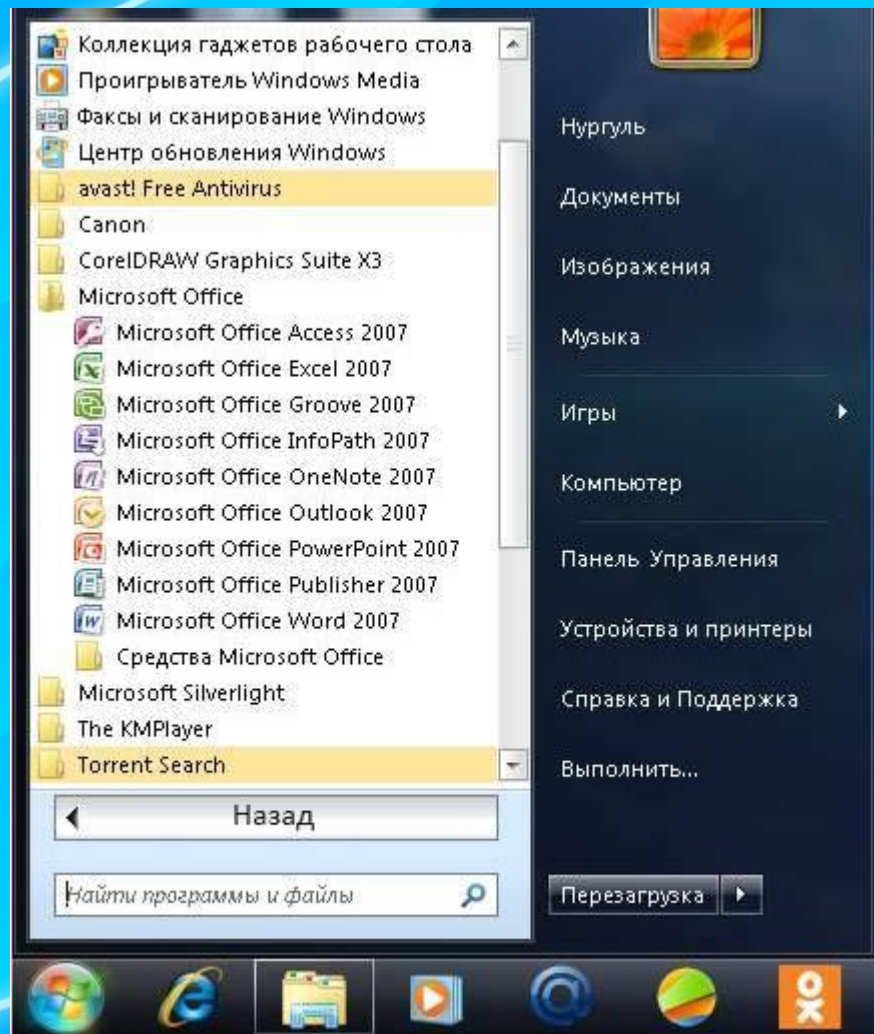 Коллекция гаджетов рабочего стола
Проигрыватель Windows Media
Факсы и сканирование Windows
Центр обновления Windows
avast! Free Antivirus
Canon
CorelDRAW Graphics Suite X3
Microsoft Office
Microsoft Office Access 2007
Microsoft Office Excel 2007
Microsoft Office Groove 2007
Microsoft Office InfoPath 2007
Microsoft Office OneNote 2007
Microsoft Office Outlook 2007
Microsoft Office PowerPoint 2007
Microsoft Office Publisher 2007
Microsoft Office Word 2007
Средства Microsoft Office
Microsoft Silverlight
The KMPlayer
Torrent Search
Назад
Найти программы и файлы
Нургуль
Документы
Изображения
Музыка
Игры
Компьютер
Панель Управления
Устройства и принтеры
Справка и Поддержка
Выполнить...
Перезагрузка